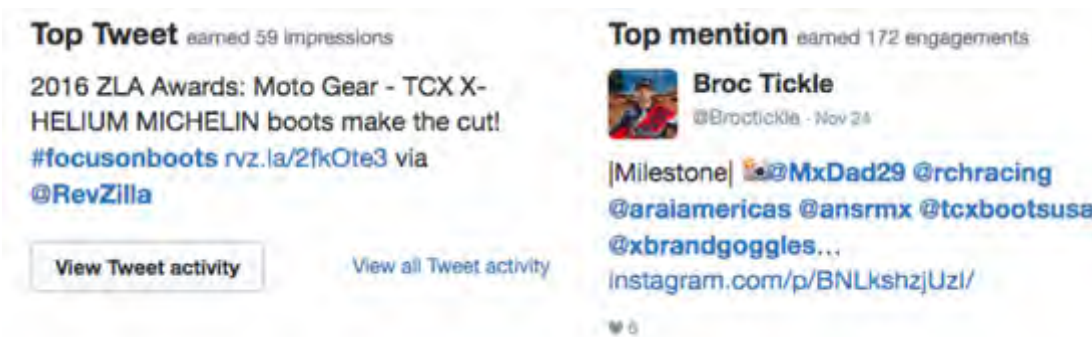 Top Tweet earned 59 impressions
2016 ZLA Awards: Moto Gear - TCX X-
HELIUM MICHELIN boots make the cut!
#focusonboots rvz.la/2fkOte3 via
@RevZilla
View Tweet activity
View all Tweet activity
Top mention earned 172 engagements
Broc Tickle
@Broctickle · Nov 24
|Milestone| 📸@MxDad29 @rchracing
@araiamericas @ansrmx @tcxbootsusa
@xbrandgoggles…
instagram.com/p/BNLkshzjUzI/
♥ 6